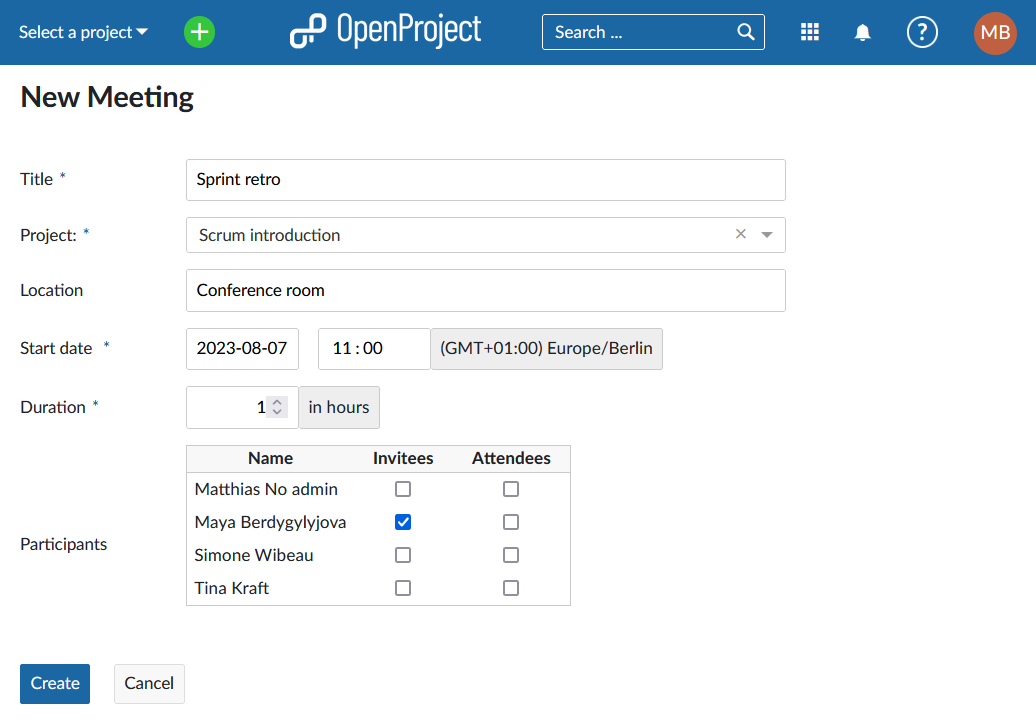 Select a project
OpenProject
Search ...
?
MB
New Meeting
Title *
Sprint retro
Project: *
Scrum introduction
Location
Conference room
Start date *
2023-08-07
11 : 00
(GMT+01:00) Europe/Berlin
Duration *
1
in hours
Participants
Name Invitees Attendees
Matthias No admin
Maya Berdygylyjova
Simone Wibeau
Tina Kraft
Create
Cancel